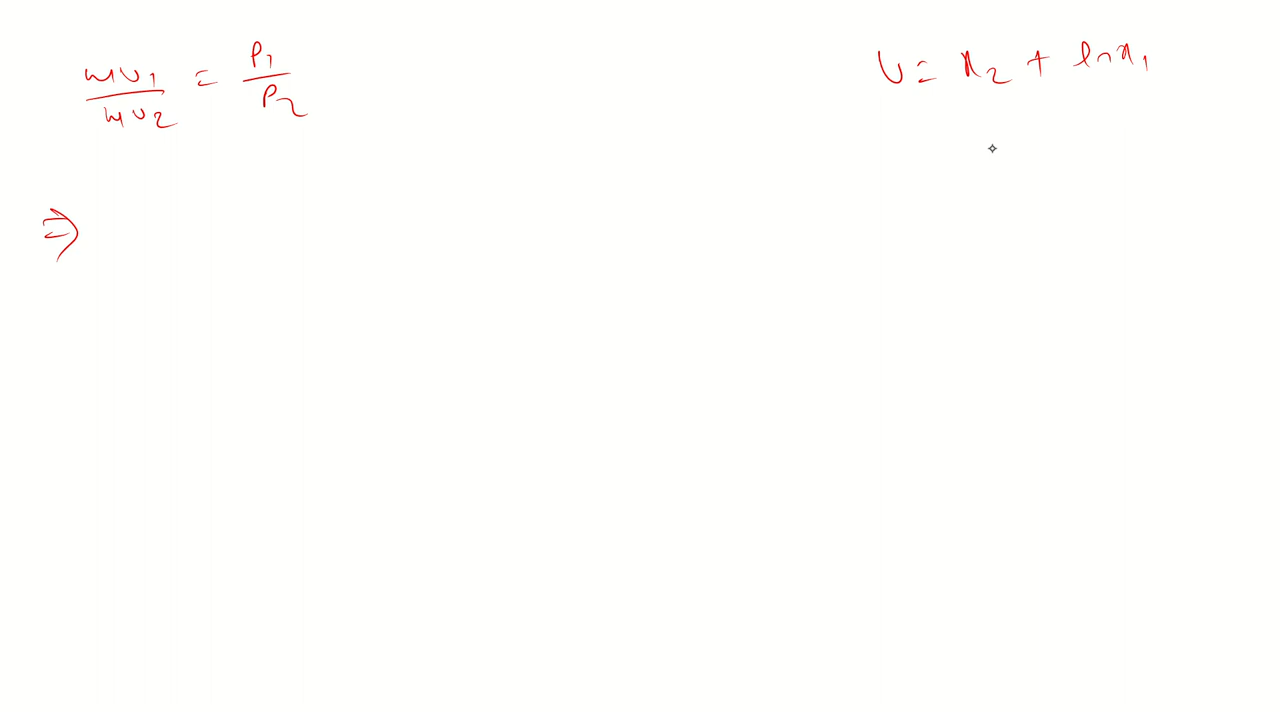 MU1 / MU2 = P1 / P2
U = x2 + ln x1
⇒